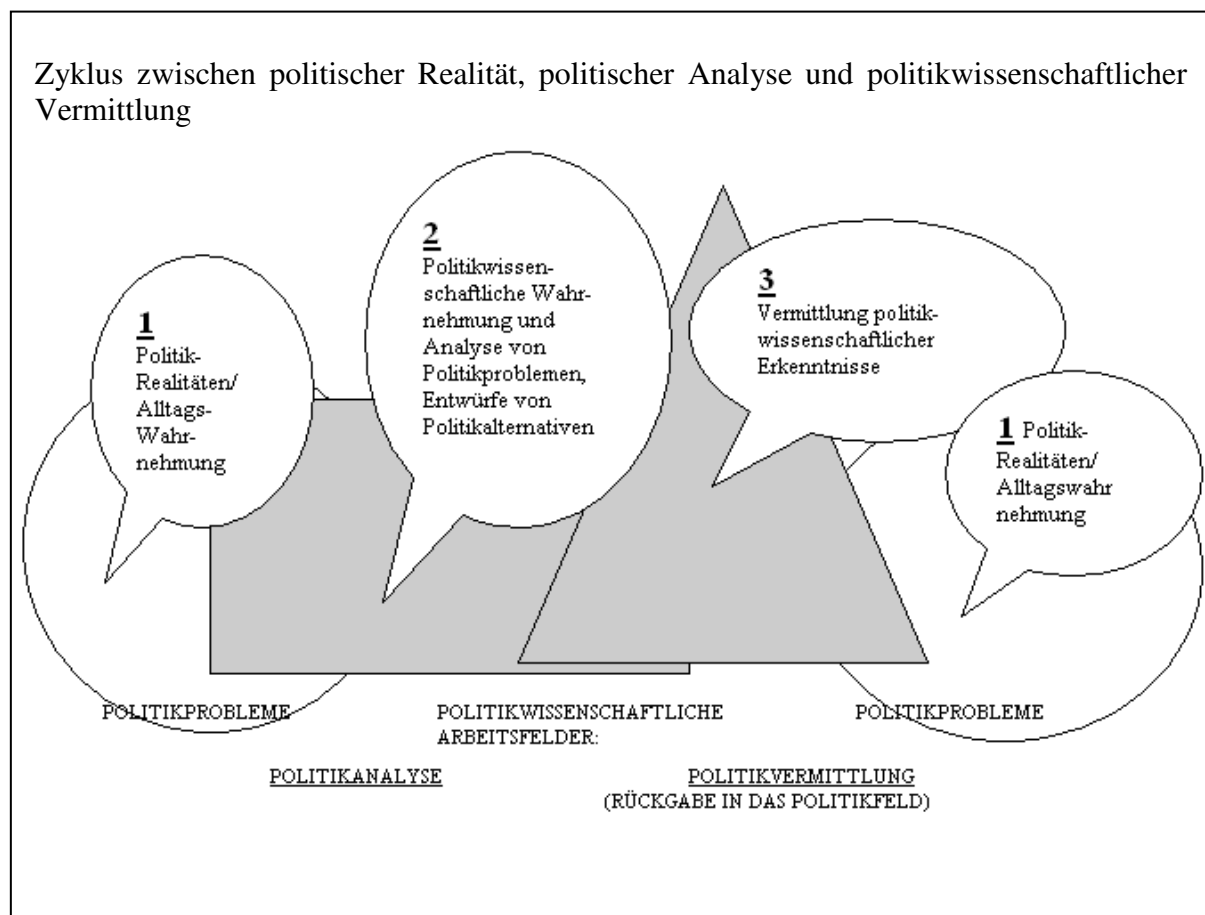 Zyklus zwischen politischer Realität, politischer Analyse und politikwissenschaftlicher
Vermittlung
1
Politik-
Realitäten/
Alltags-
Wahr-
nehmung
2
Politikwissen-
schaftliche Wahr-
nehmung und
Analyse von
Politikproblemen,
Entwürfe von
Politikalternativen
3
Vermittlung politik-
wissenschaftlicher
Erkenntnisse
1 Politik-
Realitäten/
Alltagswahr
nehmung
POLITIKPROBLEME
POLITIKWISSENSCHAFTLICHE
ARBEITSFELDER:
POLITIKPROBLEME
POLITIKANALYSE
POLITIKVERMITTLUNG
(RÜCKGABE IN DAS POLITIKFELD)